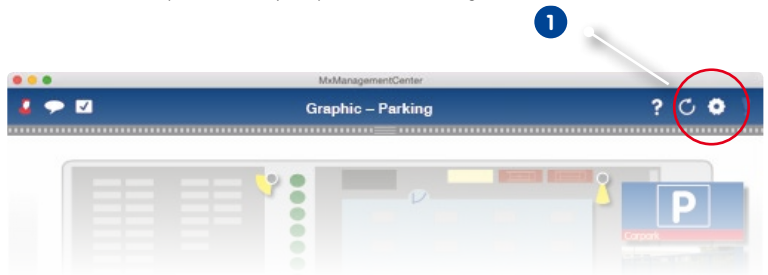 1
MxManagementCenter
Graphic – Parking
?
P
Carpark